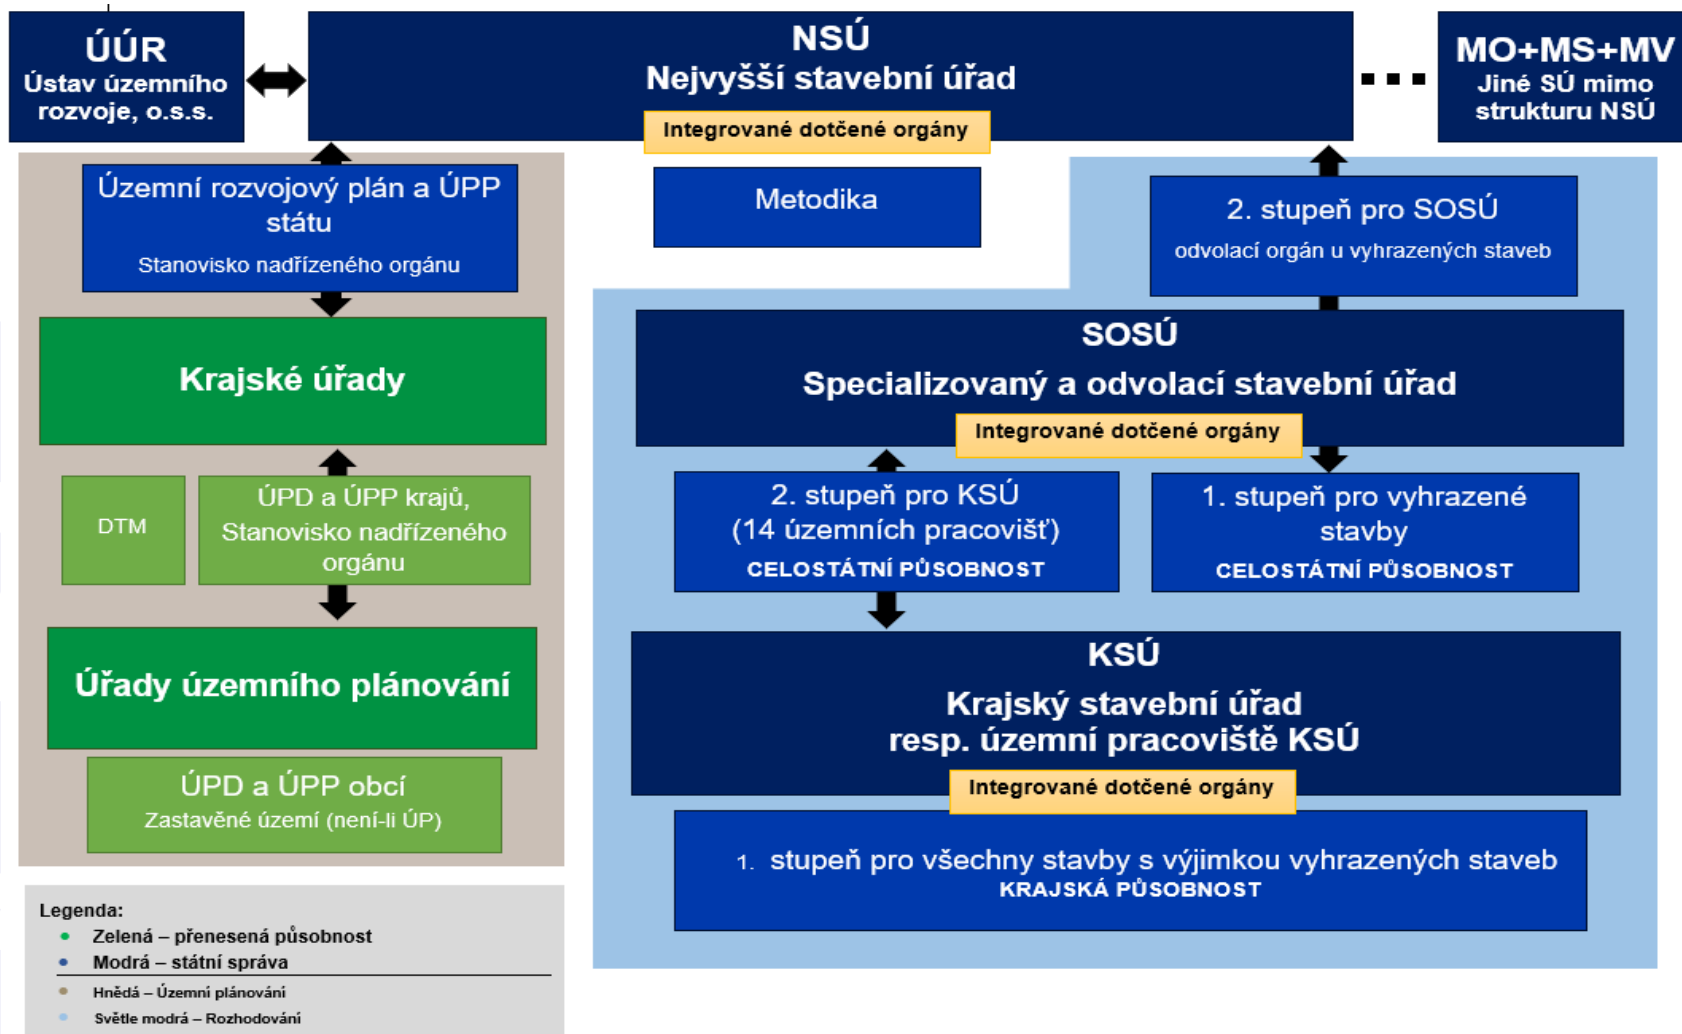 ÚÚR
Ústav územního
rozvoje, o.s.s.
NSÚ
Nejvyšší stavební úřad
Integrované dotčené orgány
MO+MS+MV
Jiné SÚ mimo
strukturu NSÚ
Územní rozvojový plán a ÚPP
státu
Stanovisko nadřízeného orgánu
Metodika
2. stupeň pro SOSÚ
odvolací orgán u vyhrazených staveb
Krajské úřady
SOSÚ
Specializovaný a odvolací stavební úřad
Integrované dotčené orgány
DTM
ÚPD a ÚPP krajů,
Stanovisko nadřízeného
orgánu
2. stupeň pro KSÚ
(14 územních pracovišť)
CELOSTÁTNÍ PŮSOBNOST
1. stupeň pro vyhrazené
stavby
CELOSTÁTNÍ PŮSOBNOST
Úřady územního plánování
KSÚ
Krajský stavební úřad
resp. územní pracoviště KSÚ
Integrované dotčené orgány
ÚPD a ÚPP obcí
Zastavěné území (není-li ÚP)
1. stupeň pro všechny stavby s výjimkou vyhrazených staveb
KRAJSKÁ PŮSOBNOST
Legenda:
• Zelená – přenesená působnost
• Modrá – státní správa
• Hnědá – Územní plánování
• Světle modrá – Rozhodování